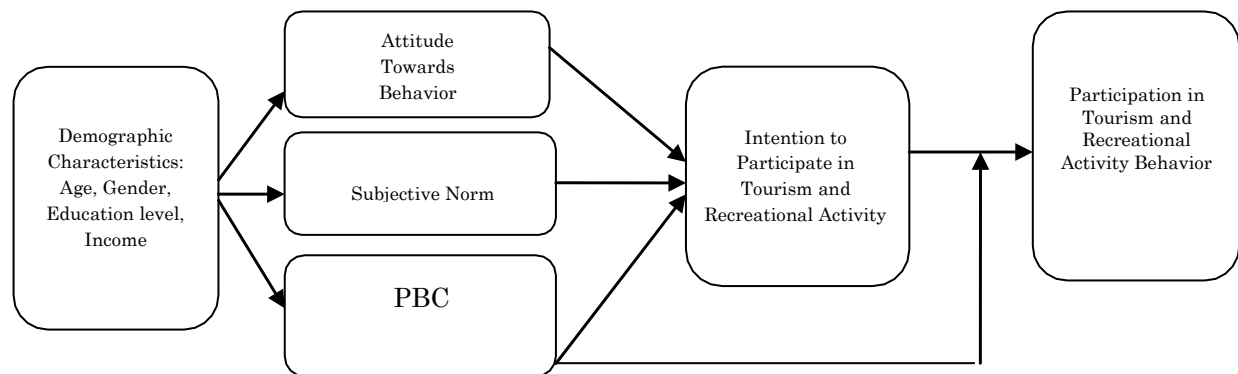 Demographic
Characteristics:
Age, Gender,
Education level,
Income
Attitude
Towards
Behavior
Subjective Norm
PBC
Intention to
Participate in
Tourism and
Recreational Activity
Participation in
Tourism and
Recreational
Activity Behavior